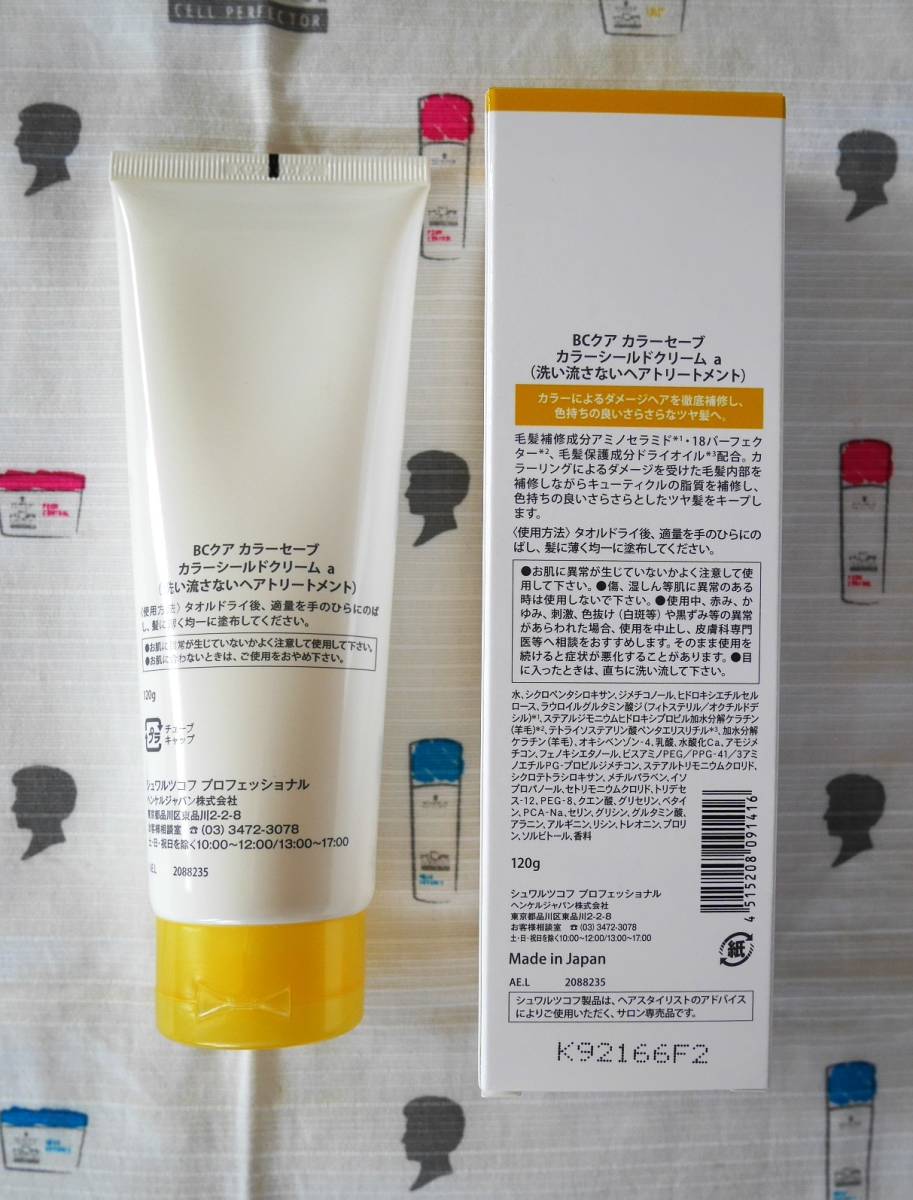 CELL PERFECTOR
BCケア カラーセーブ
カラーシールドクリーム a
(洗い流さないヘアトリートメント)
〈使用方法〉タオルドライ後、適量を手のひらにのば
し、髪に薄く均一に塗布してください。
●お肌に異常が生じていないかよく注意して使用して下さい。
●お肌に合わないときは、ご使用をおやめ下さい。
120g
プラ
チューブ
キャップ
シュワルツコフ プロフェッショナル
ヘンケルジャパン株式会社
東京都品川区東品川2-2-8
お客様相談室 ☎(03) 3472-3078
土・日・祝日を除く10:00~12:00/13:00~17:00
AE.L 2088235
BCケア カラーセーブ
カラーシールドクリーム a
(洗い流さないヘアトリートメント)
カラーによるダメージヘアを徹底補修し、
色持ちの良いさらさらなツヤ髪へ。
毛髪補修成分アミノセラミド*1・18パーフェク
ター*2、毛髪保護成分ドライオイル*3配合。カ
ラーリングによるダメージを受けた毛髪内部を
補修しながらキューティクルの脂質を補修し、
色持ちの良いさらさらとしたツヤ髪をキープし
ます。
〈使用方法〉タオルドライ後、適量を手のひらにの
ばし、髪に薄く均一に塗布してください。
●お肌に異常が生じていないかよく注意して使
用して下さい。●傷、湿しん等肌に異常のある
時は使用しないで下さい。●使用中、赤み、か
ゆみ、刺激、色抜け(白斑等)や黒ずみ等の異常
があらわれた場合、使用を中止し、皮膚科専門
医等へ相談をおすすめします。そのまま使用を
続けると症状が悪化することがあります。●目
に入ったときは、直ちに洗い流して下さい。
水、シクロペンタシロキサン、ジメチコノール、ヒドロキシエチルセル
ロース、ラウロイルグルタミン酸ジ(フィトステリル/オクチルドデ
シル)*1、ステアルジモニウムヒドロキシプロピル加水分解ケラチン
(羊毛)*2、テトライソステアリン酸ペンタエリスリチル*3、加水分解
ケラチン(羊毛)、オキシベンゾン-4、乳酸、水酸化Ca、アモジメ
チコン、フェノキシエタノール、ビスアミノPEG/PPG-41/3アミ
ノエチルPG-プロピルジメチコン、ステアルトリモニウムクロリド、
シクロテトラシロキサン、メチルパラベン、イソ
プロパノール、セトリモニウムクロリド、トリデセ
ス-12、PEG-8、クエン酸、グリセリン、ベタイ
ン、PCA-Na、セリン、グリシン、グルタミン酸、
アラニン、アルギニン、リシン、トレオニン、プロリ
ン、ソルビトール、香料
120g
4 515208 091416
シュワルツコフ プロフェッショナル
ヘンケルジャパン株式会社
東京都品川区東品川2-2-8
お客様相談室 ☎(03) 3472-3078
土・日・祝日を除く10:00~12:00/13:00~17:00
紙
Made in Japan
AE.L 2088235
シュワルツコフ製品は、ヘアスタイリストのアドバイス
によりご使用いただく、サロン専売品です。
K92166F2